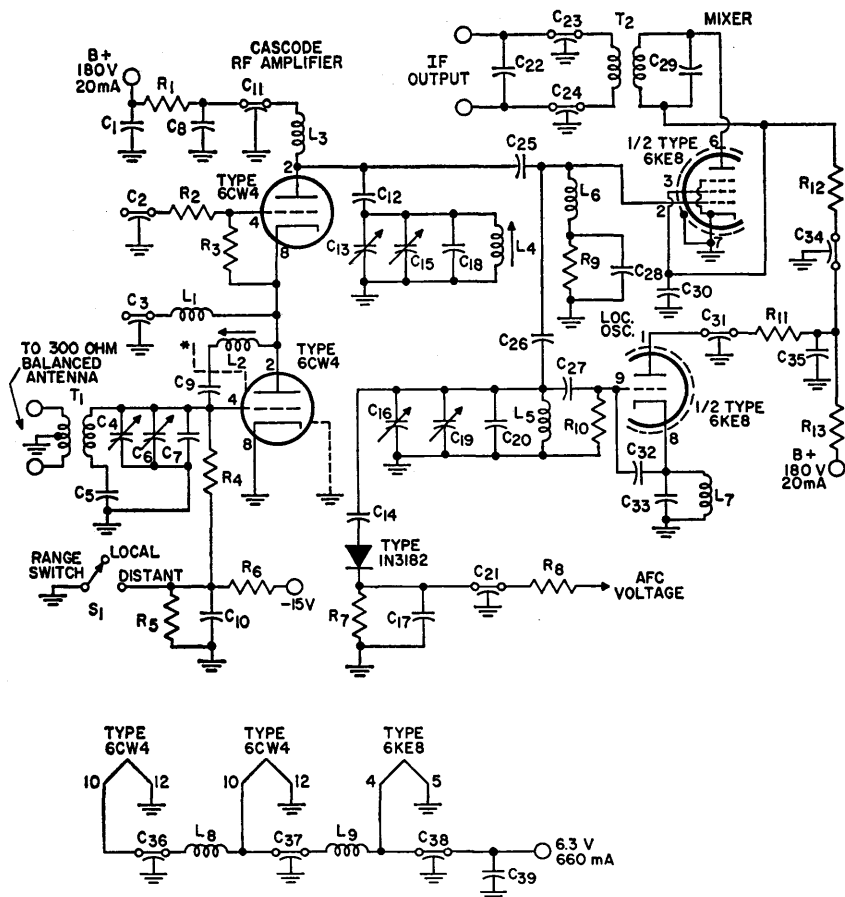 C23
T2
MIXER
B+
180V
20mA
CASCODE
RF AMPLIFIER
IF
OUTPUT
C22
C29
R1
C11
C24
C1
C8
L3
C25
1/2 TYPE
6KE8
6
2
TYPE
6CW4
C2
R2
C12
L6
3
R12
4
2
R3
C13
C15
C18
L4
R9
C28
7
C34
8
C30
C3
L1
LOC.
OSC.
C31
R11
TO 300 OHM
BALANCED
ANTENNA
*
L2
TYPE
6CW4
C26
1
C35
T1
C9
2
C27
9
4
C16
C19
C20
L5
R10
1/2 TYPE
6KE8
C4
C6
C7
8
8
R13
R4
C32
B+
180V
20mA
C5
C33
L7
C14
RANGE
SWITCH
LOCAL
DISTANT
TYPE
1N3182
R6
C21
R8
AFC
VOLTAGE
S1
-15V
R5
C10
R7
C17
TYPE
6CW4
TYPE
6CW4
TYPE
6KE8
10
12
10
12
4
5
C36
L8
C37
L9
C38
6.3 V
660 mA
C39